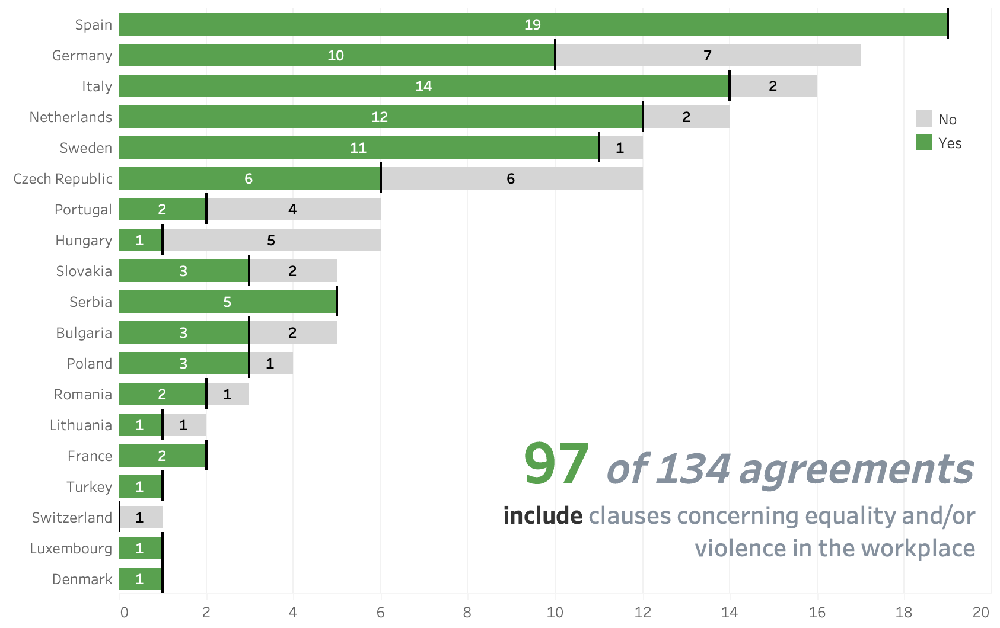 Spain 19
Germany 10 7
Italy 14 2
Netherlands 12 2
No
Sweden 11 1
Yes
Czech Republic 6 6
Portugal 2 4
Hungary 1 5
Slovakia 3 2
Serbia 5
Bulgaria 3 2
Poland 3 1
Romania 2 1
Lithuania 1 1
France 2
Turkey 1
Switzerland 1
Luxembourg 1
Denmark 1
97 of 134 agreements
include clauses concerning equality and/or
violence in the workplace
0 2 4 6 8 10 12 14 16 18 20